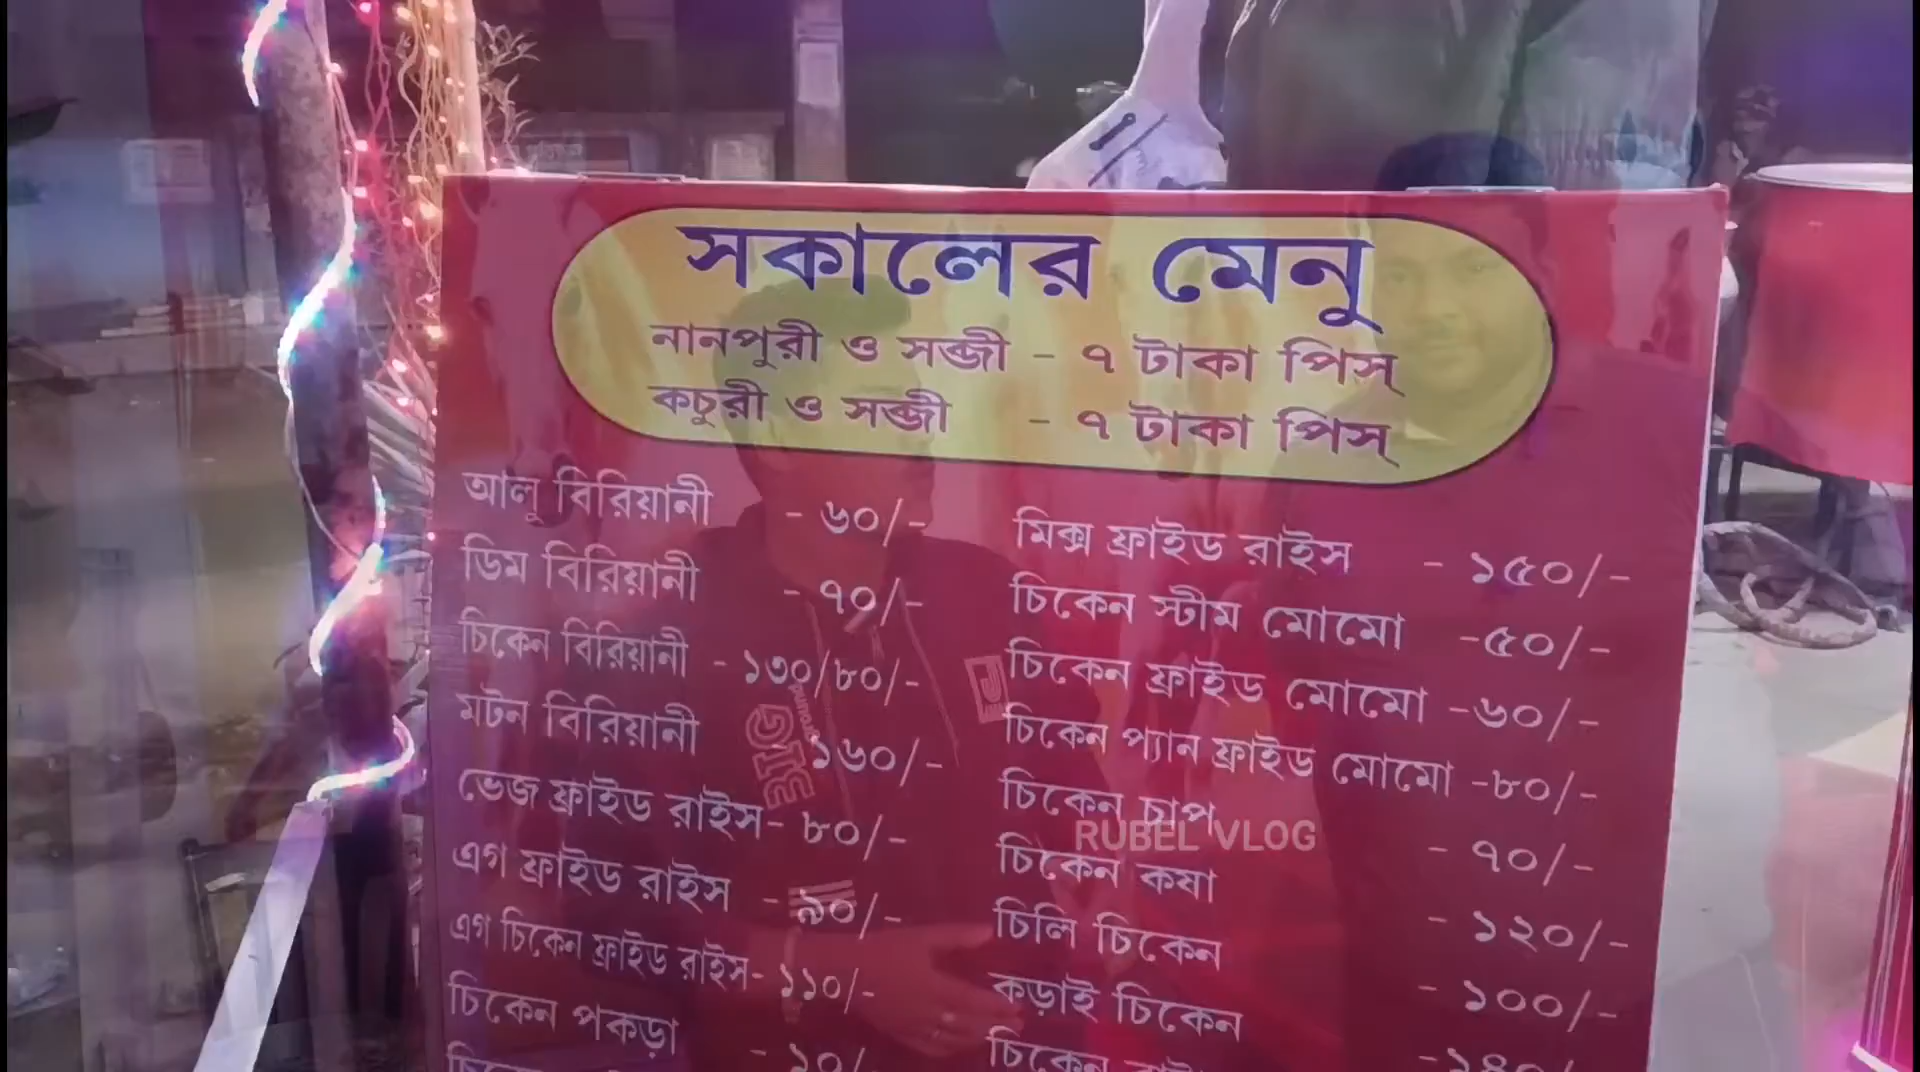 সকালের মেনু
নানপুরী ও সব্জী - ৭ টাকা পিস্
কচুরী ও সব্জী - ৭ টাকা পিস্
আলু বিরিয়ানী - ৬০/-
ডিম বিরিয়ানী - ৭০/-
চিকেন বিরিয়ানী - ১৩০/৮০/-
মটন বিরিয়ানী - ১৬০/-
ভেজ ফ্রাইড রাইস- ৮০/-
এগ ফ্রাইড রাইস - ৯০/-
এগ চিকেন ফ্রাইড রাইস- ১১০/-
চিকেন পকড়া - ১০/-
চিকেন
মিক্স ফ্রাইড রাইস - ১৫০/-
চিকেন স্টীম মোমো -৫০/-
চিকেন ফ্রাইড মোমো -৬০/-
চিকেন প্যান ফ্রাইড মোমো -৮০/-
চিকেন চাপ - ৭০/-
চিকেন কষা - ১২০/-
চিলি চিকেন - ১০০/-
কড়াই চিকেন -১৪০/-
চিকেন
RUBEL VLOG